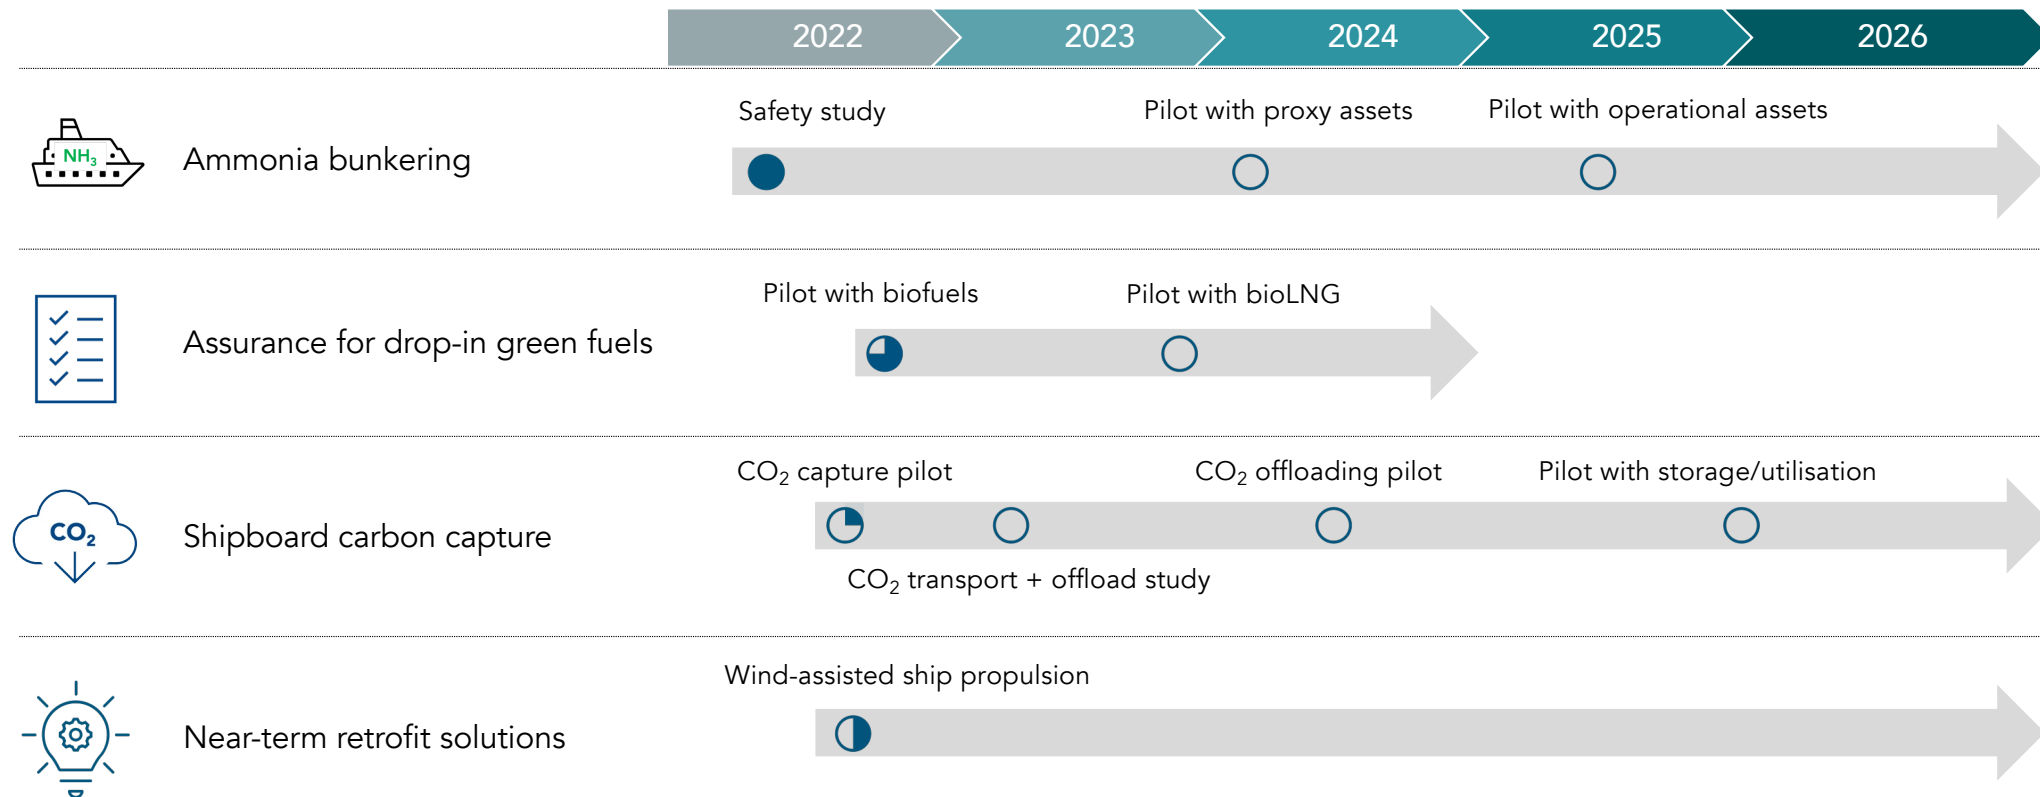 2022 2023 2024 2025 2026
Safety study Pilot with proxy assets Pilot with operational assets
NH₃
Ammonia bunkering
Pilot with biofuels Pilot with bioLNG
Assurance for drop-in green fuels
CO₂ capture pilot CO₂ offloading pilot Pilot with storage/utilisation
CO₂
Shipboard carbon capture
CO₂ transport + offload study
Wind-assisted ship propulsion
Near-term retrofit solutions